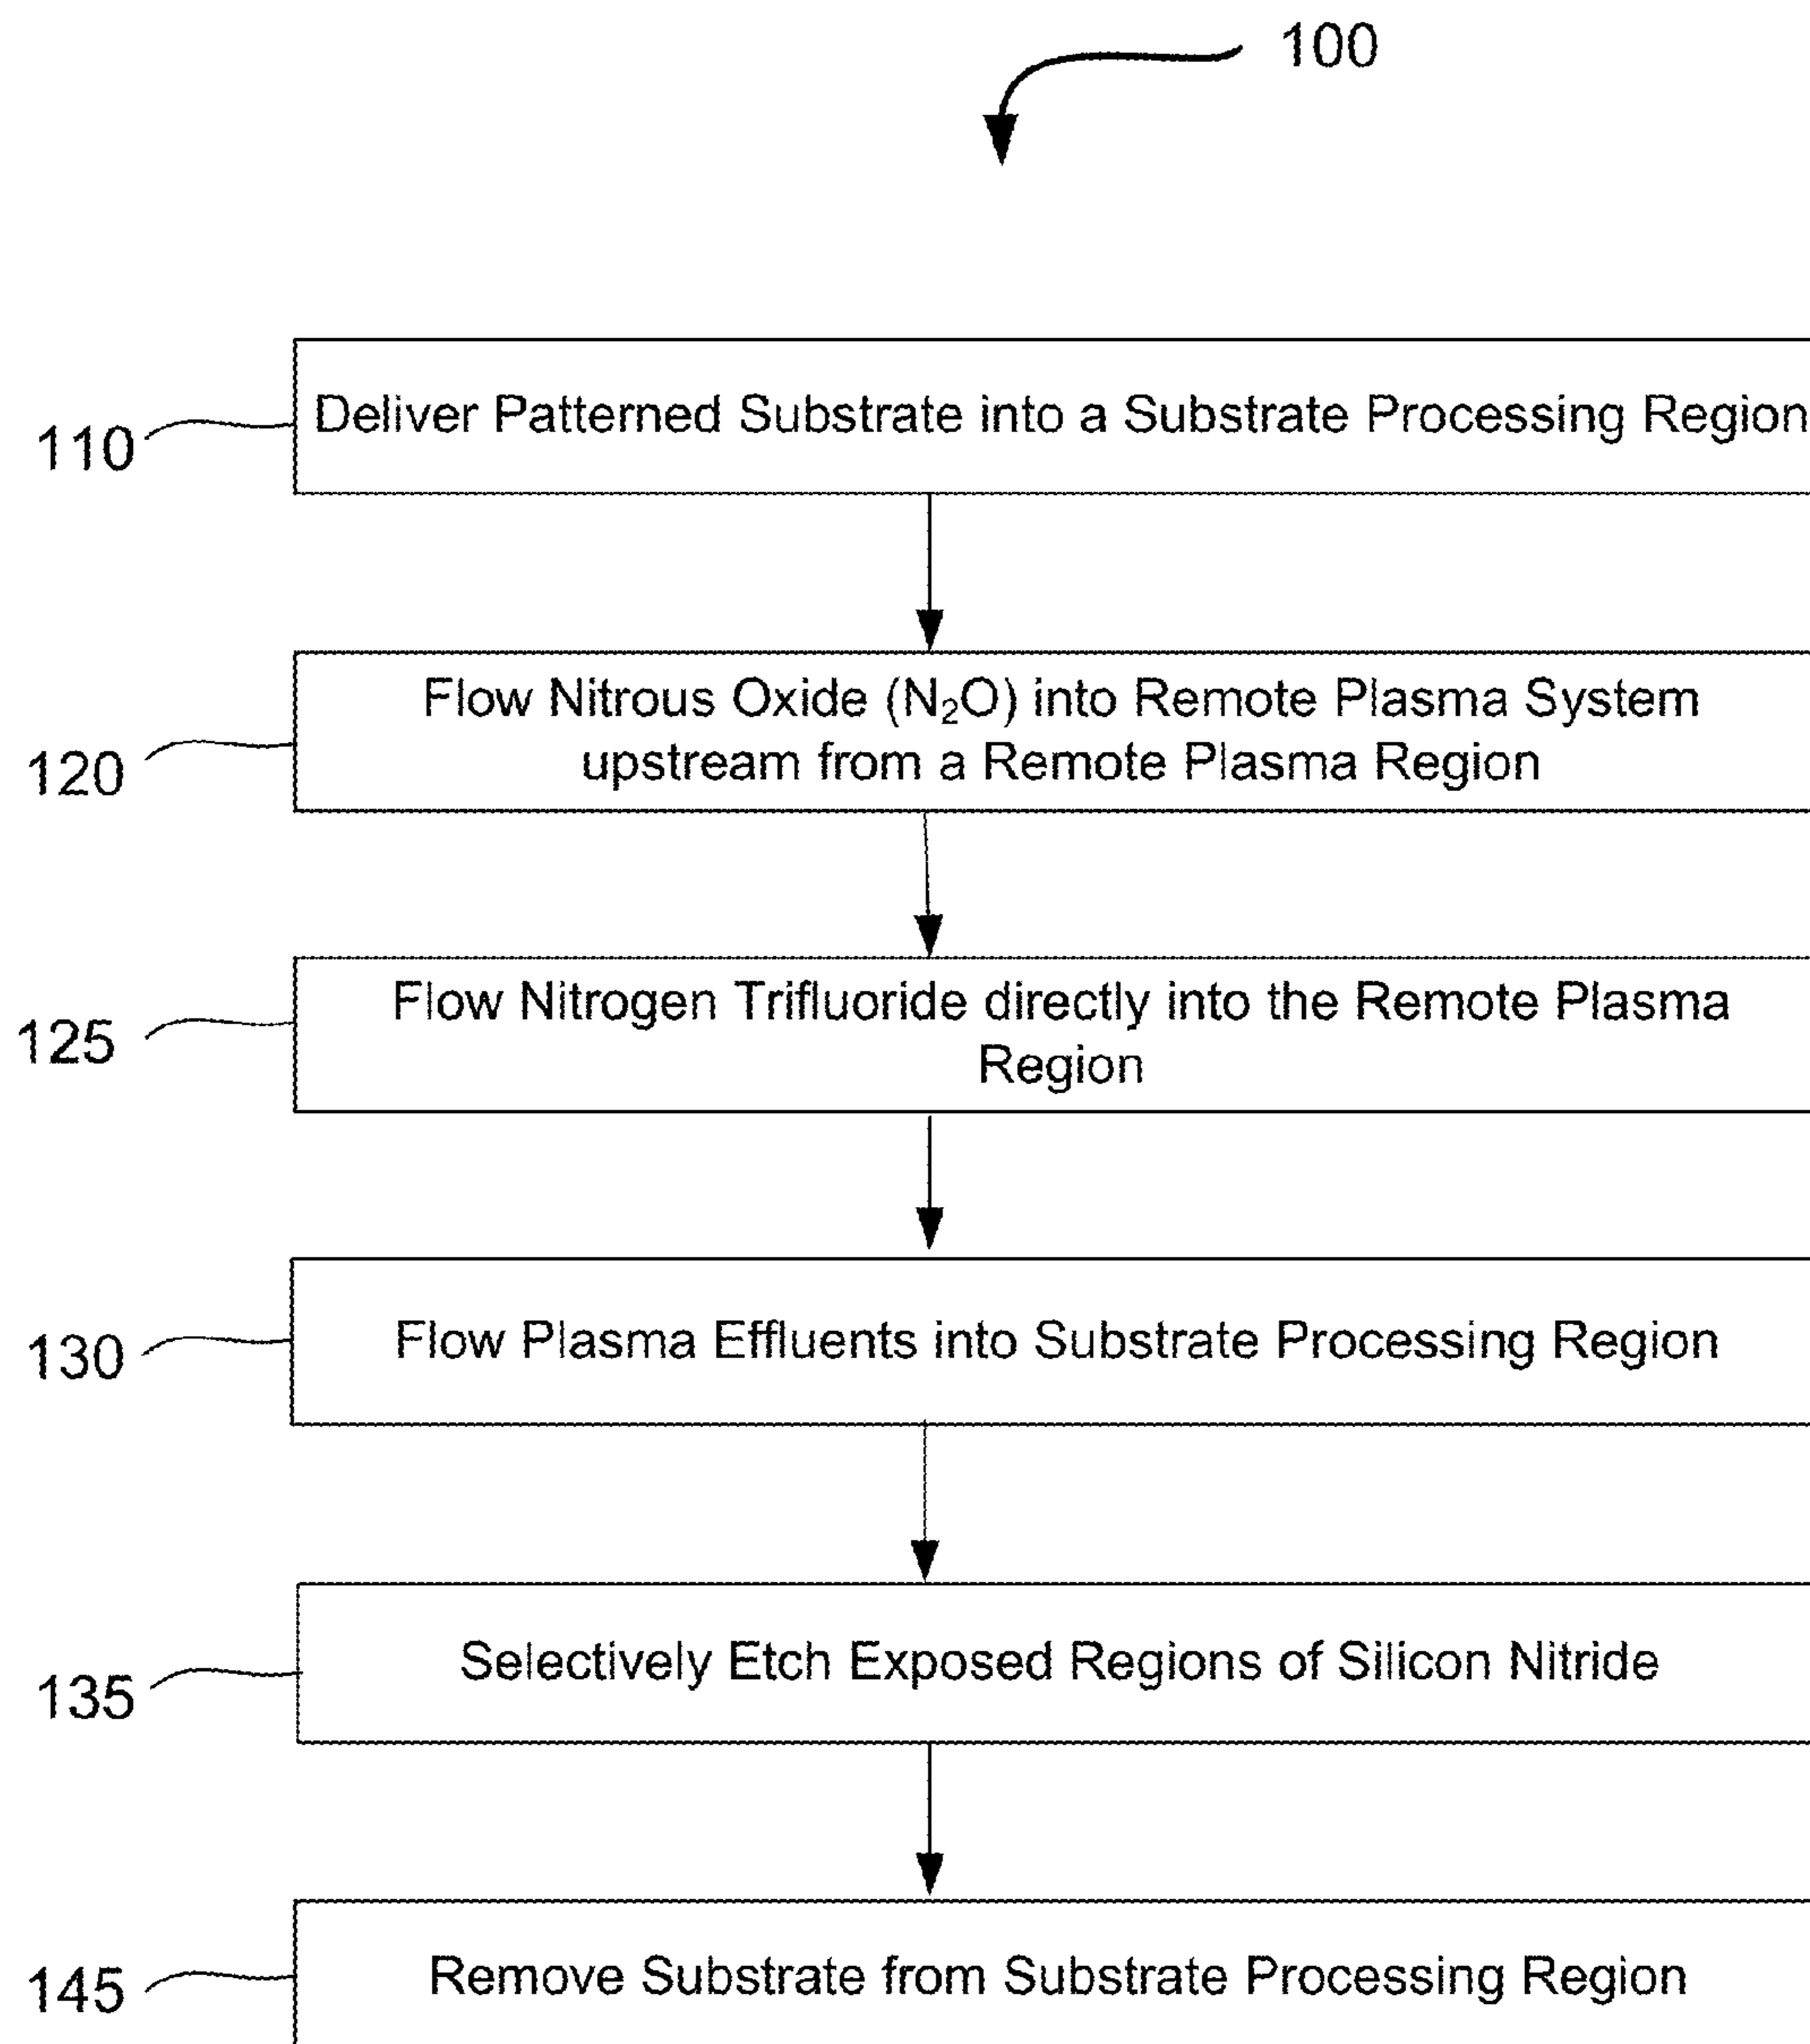 100
110
Deliver Patterned Substrate into a Substrate Processing Region
120
Flow Nitrous Oxide (N₂O) into Remote Plasma System
upstream from a Remote Plasma Region
125
Flow Nitrogen Trifluoride directly into the Remote Plasma
Region
130
Flow Plasma Effluents into Substrate Processing Region
135
Selectively Etch Exposed Regions of Silicon Nitride
145
Remove Substrate from Substrate Processing Region